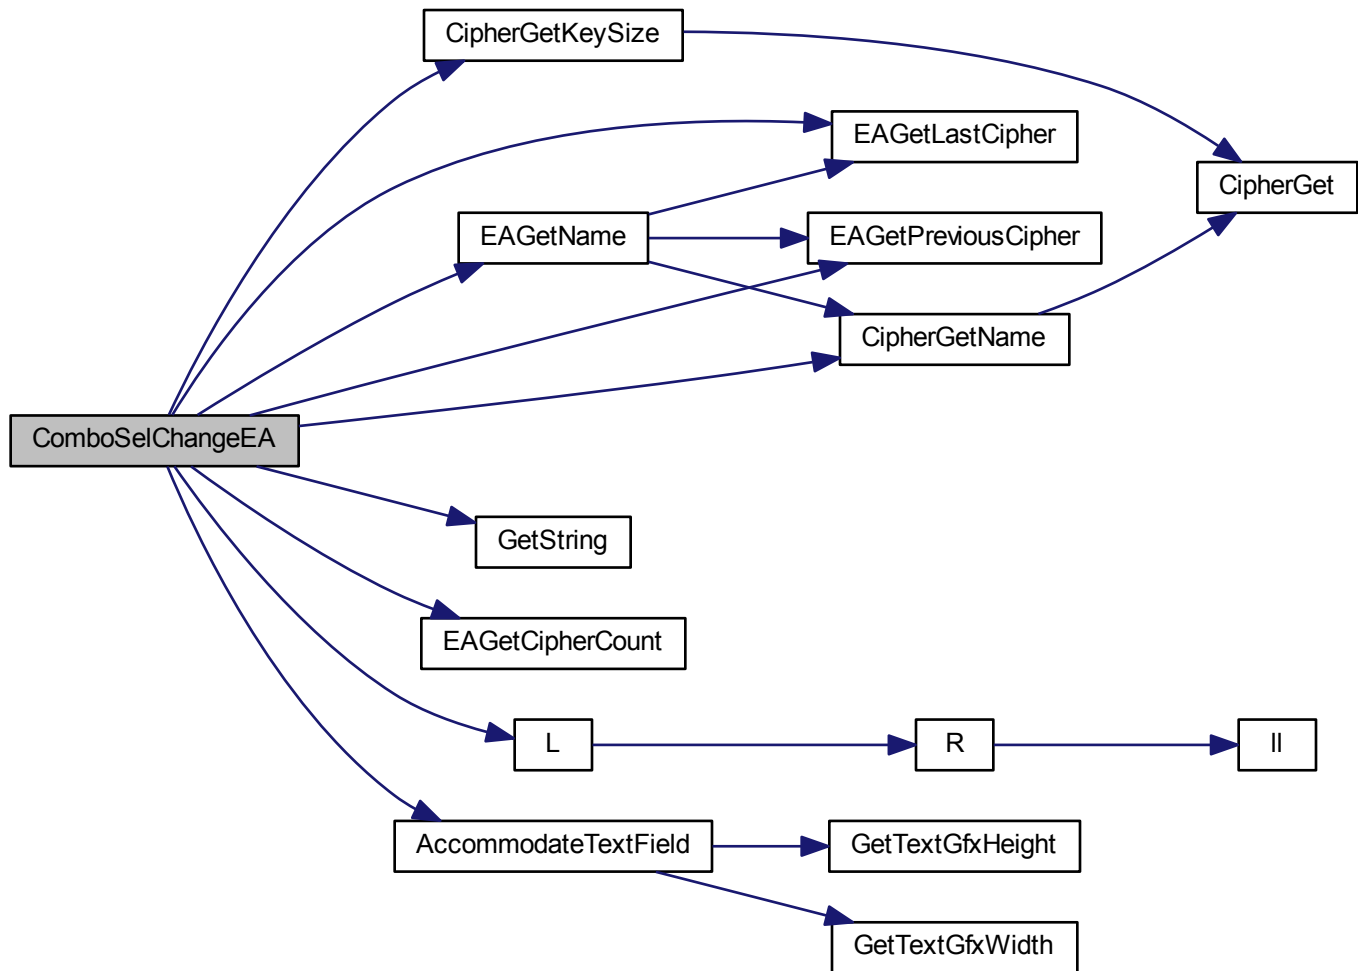 CipherGetKeySize
EAGetLastCipher
CipherGet
EAGetName
EAGetPreviousCipher
CipherGetName
ComboSelChangeEA
GetString
EAGetCipherCount
L
R
ll
AccommodateTextField
GetTextGfxHeight
GetTextGfxWidth